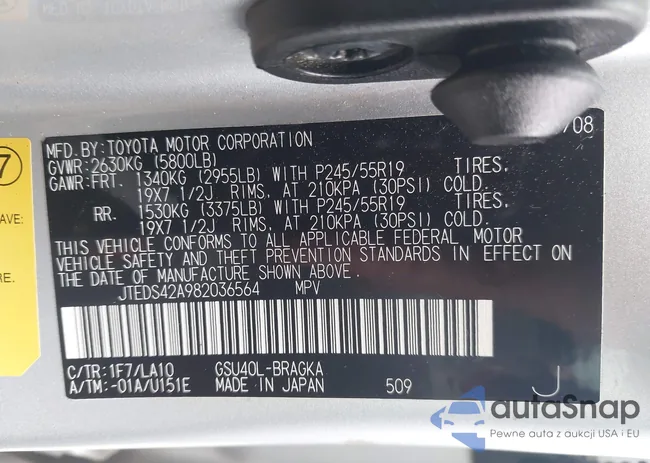 MFD.BY:TOYOTA MOTOR CORPORATION /08
GVWR:2630KG (5800LB)
GAWR:FRT. 1340KG (2955LB) WITH P245/55R19 TIRES,
19X7 1/2J RIMS, AT 210KPA (30PSI) COLD.
RR. 1530KG (3375LB) WITH P245/55R19 TIRES,
19X7 1/2J RIMS, AT 210KPA (30PSI) COLD.
THIS VEHICLE CONFORMS TO ALL APPLICABLE FEDERAL MOTOR
VEHICLE SAFETY AND THEFT PREVENTION STANDARDS IN EFFECT ON
THE DATE OF MANUFACTURE SHOWN ABOVE.
JTEDS42A982036564 MPV
C/TR:1F7/LA10 GSU40L-BRAGKA
A/TM:-01A/U151E MADE IN JAPAN 509 J
7
AVE:
autaSnap
Pewne auta z aukcji USA i EU